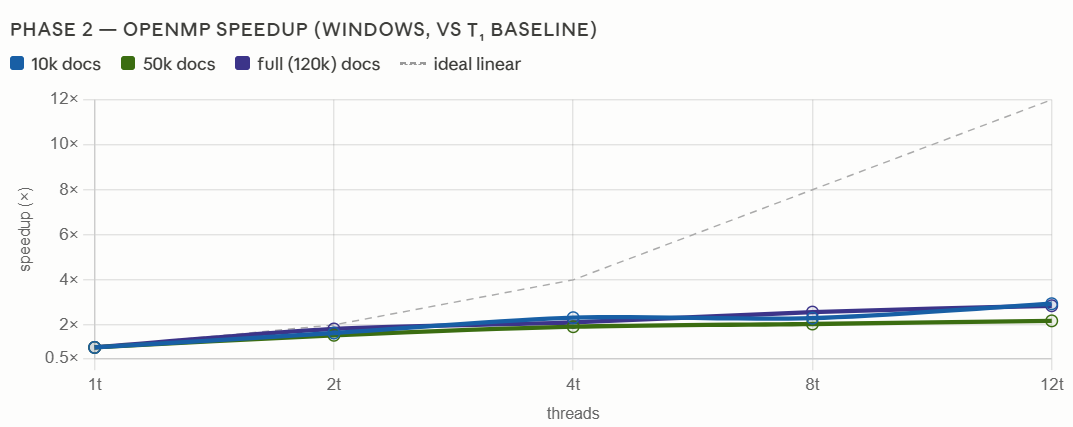 PHASE 2 — OPENMP SPEEDUP (WINDOWS, VS T₁ BASELINE)
10k docs 50k docs full (120k) docs ideal linear
12×
10×
8×
6×
4×
2×
0.5×
speedup (×)
1t 2t 4t 8t 12t
threads